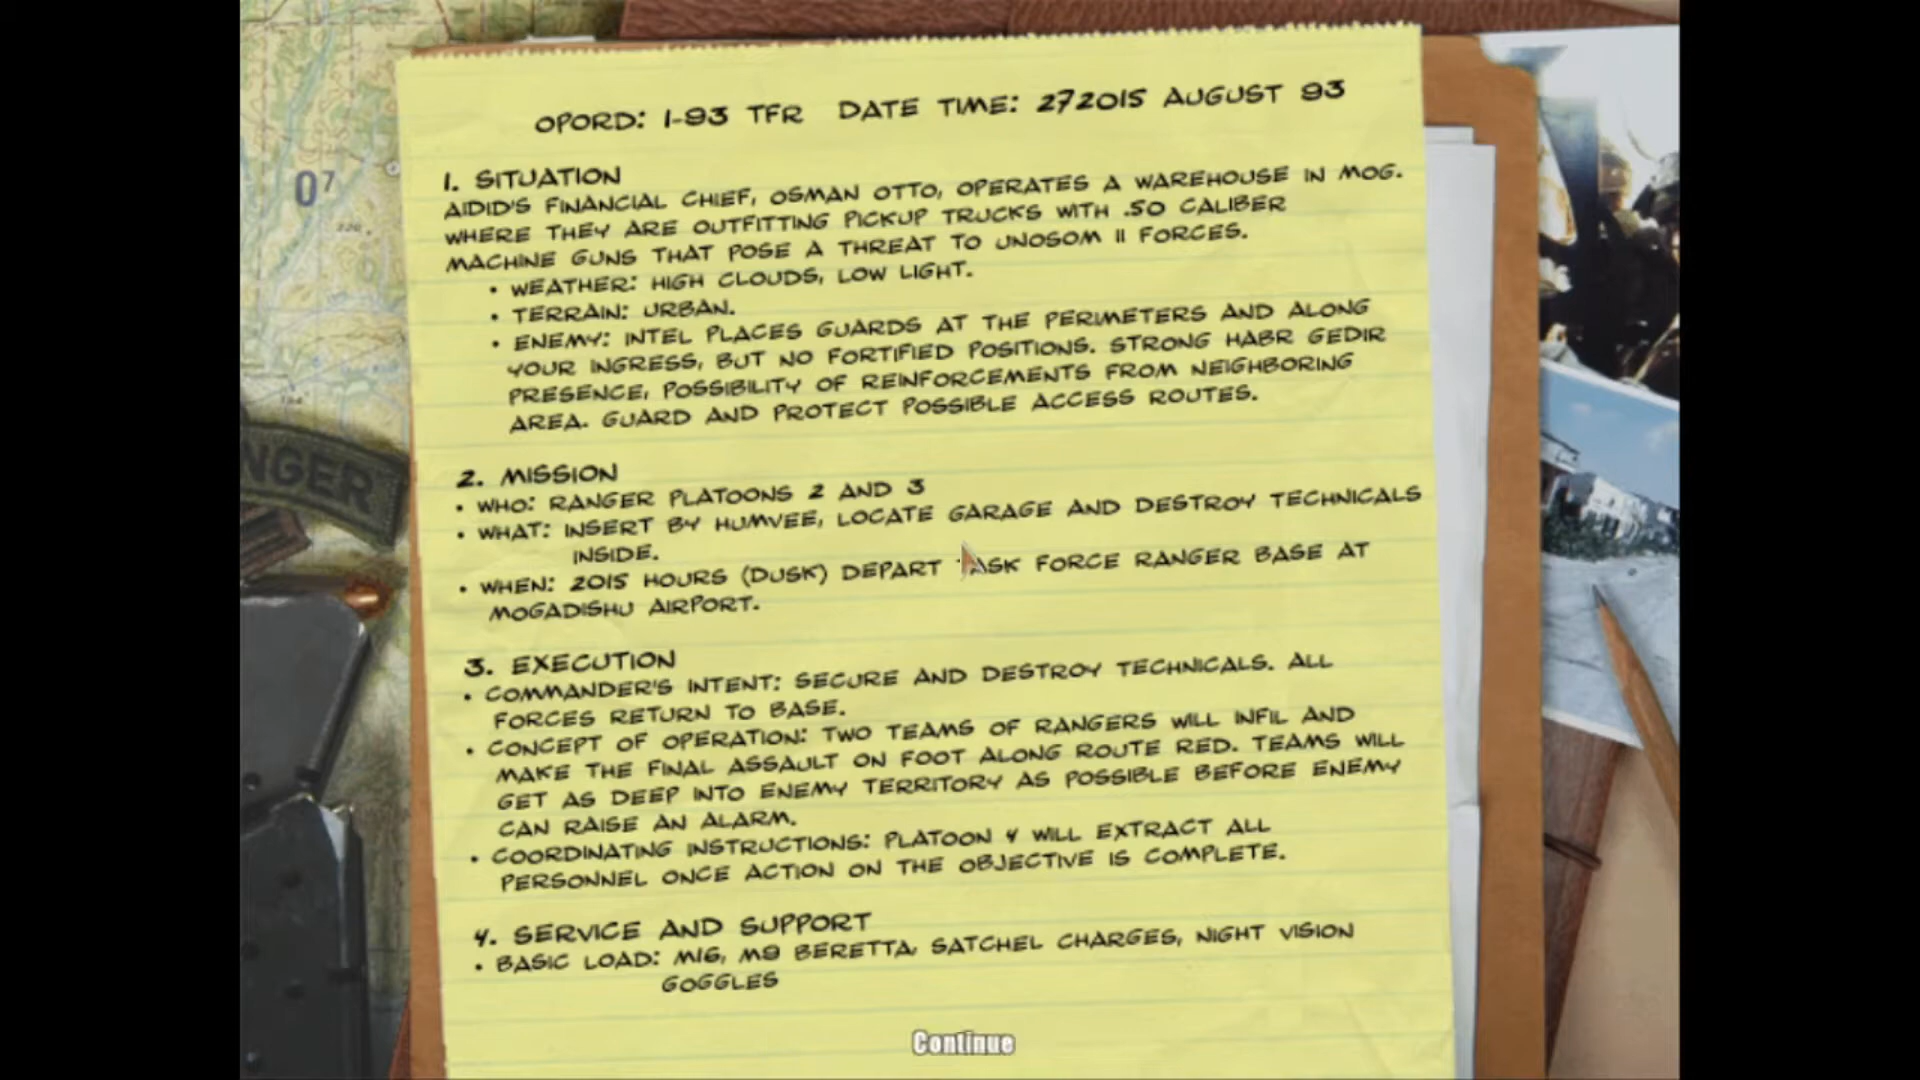 OPORD: 1-93 TFR DATE TIME: 272015 AUGUST 93
1. SITUATION
AIDID'S FINANCIAL CHIEF, OSMAN OTTO, OPERATES A WAREHOUSE IN MOG.
WHERE THEY ARE OUTFITTING PICKUP TRUCKS WITH .50 CALIBER
MACHINE GUNS THAT POSE A THREAT TO UNOSOM II FORCES.
• WEATHER: HIGH CLOUDS, LOW LIGHT.
• TERRAIN: URBAN.
• ENEMY: INTEL PLACES GUARDS AT THE PERIMETERS AND ALONG
YOUR INGRESS, BUT NO FORTIFIED POSITIONS. STRONG HABR GEDIR
PRESENCE, POSSIBILITY OF REINFORCEMENTS FROM NEIGHBORING
AREA. GUARD AND PROTECT POSSIBLE ACCESS ROUTES.
2. MISSION
• WHO: RANGER PLATOONS 2 AND 3
• WHAT: INSERT BY HUMVEE, LOCATE GARAGE AND DESTROY TECHNICALS
INSIDE.
• WHEN: 2015 HOURS (DUSK) DEPART TASK FORCE RANGER BASE AT
MOGADISHU AIRPORT.
3. EXECUTION
• COMMANDER'S INTENT: SECURE AND DESTROY TECHNICALS. ALL
FORCES RETURN TO BASE.
• CONCEPT OF OPERATION: TWO TEAMS OF RANGERS WILL INFIL AND
MAKE THE FINAL ASSAULT ON FOOT ALONG ROUTE RED. TEAMS WILL
GET AS DEEP INTO ENEMY TERRITORY AS POSSIBLE BEFORE ENEMY
CAN RAISE AN ALARM.
• COORDINATING INSTRUCTIONS: PLATOON 4 WILL EXTRACT ALL
PERSONNEL ONCE ACTION ON THE OBJECTIVE IS COMPLETE.
4. SERVICE AND SUPPORT
• BASIC LOAD: M16, M9 BERETTA, SATCHEL CHARGES, NIGHT VISION
GOGGLES
Continue
07
NGER